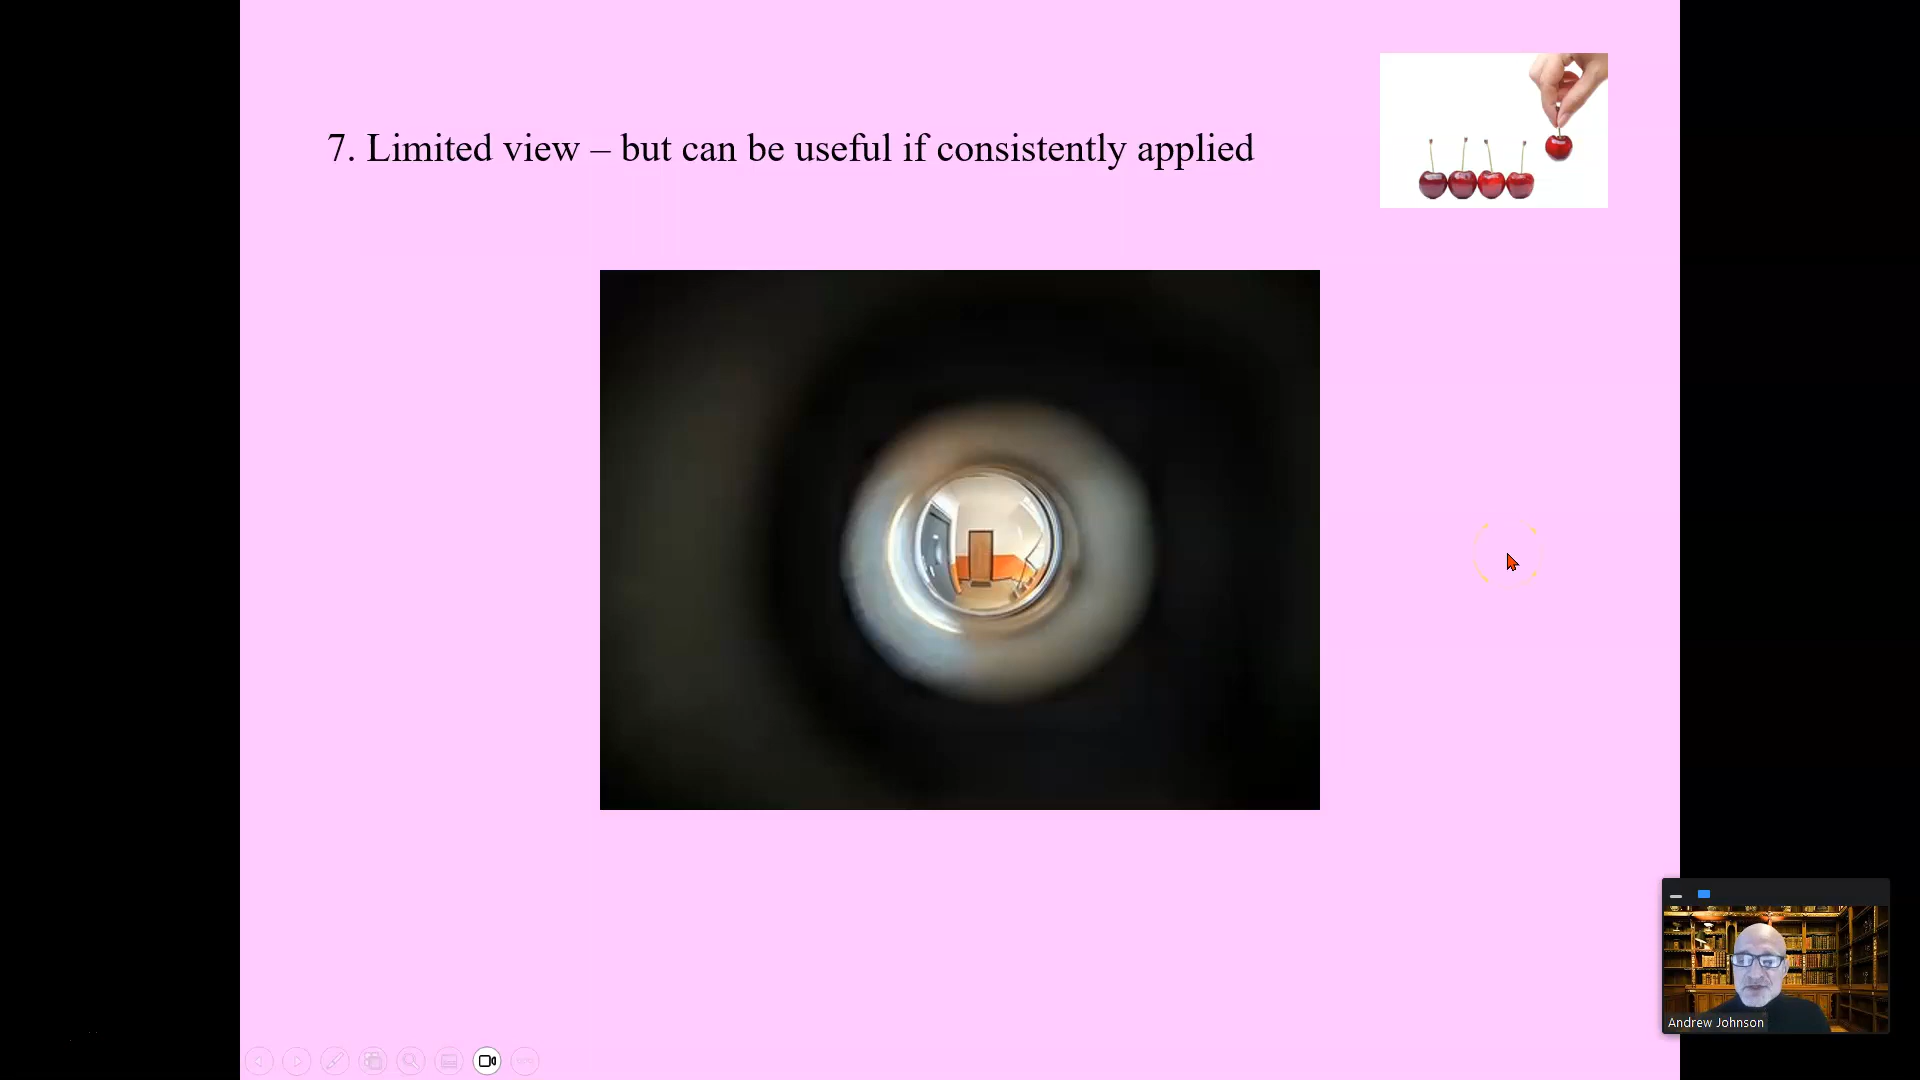 7. Limited view – but can be useful if consistently applied
Andrew Johnson